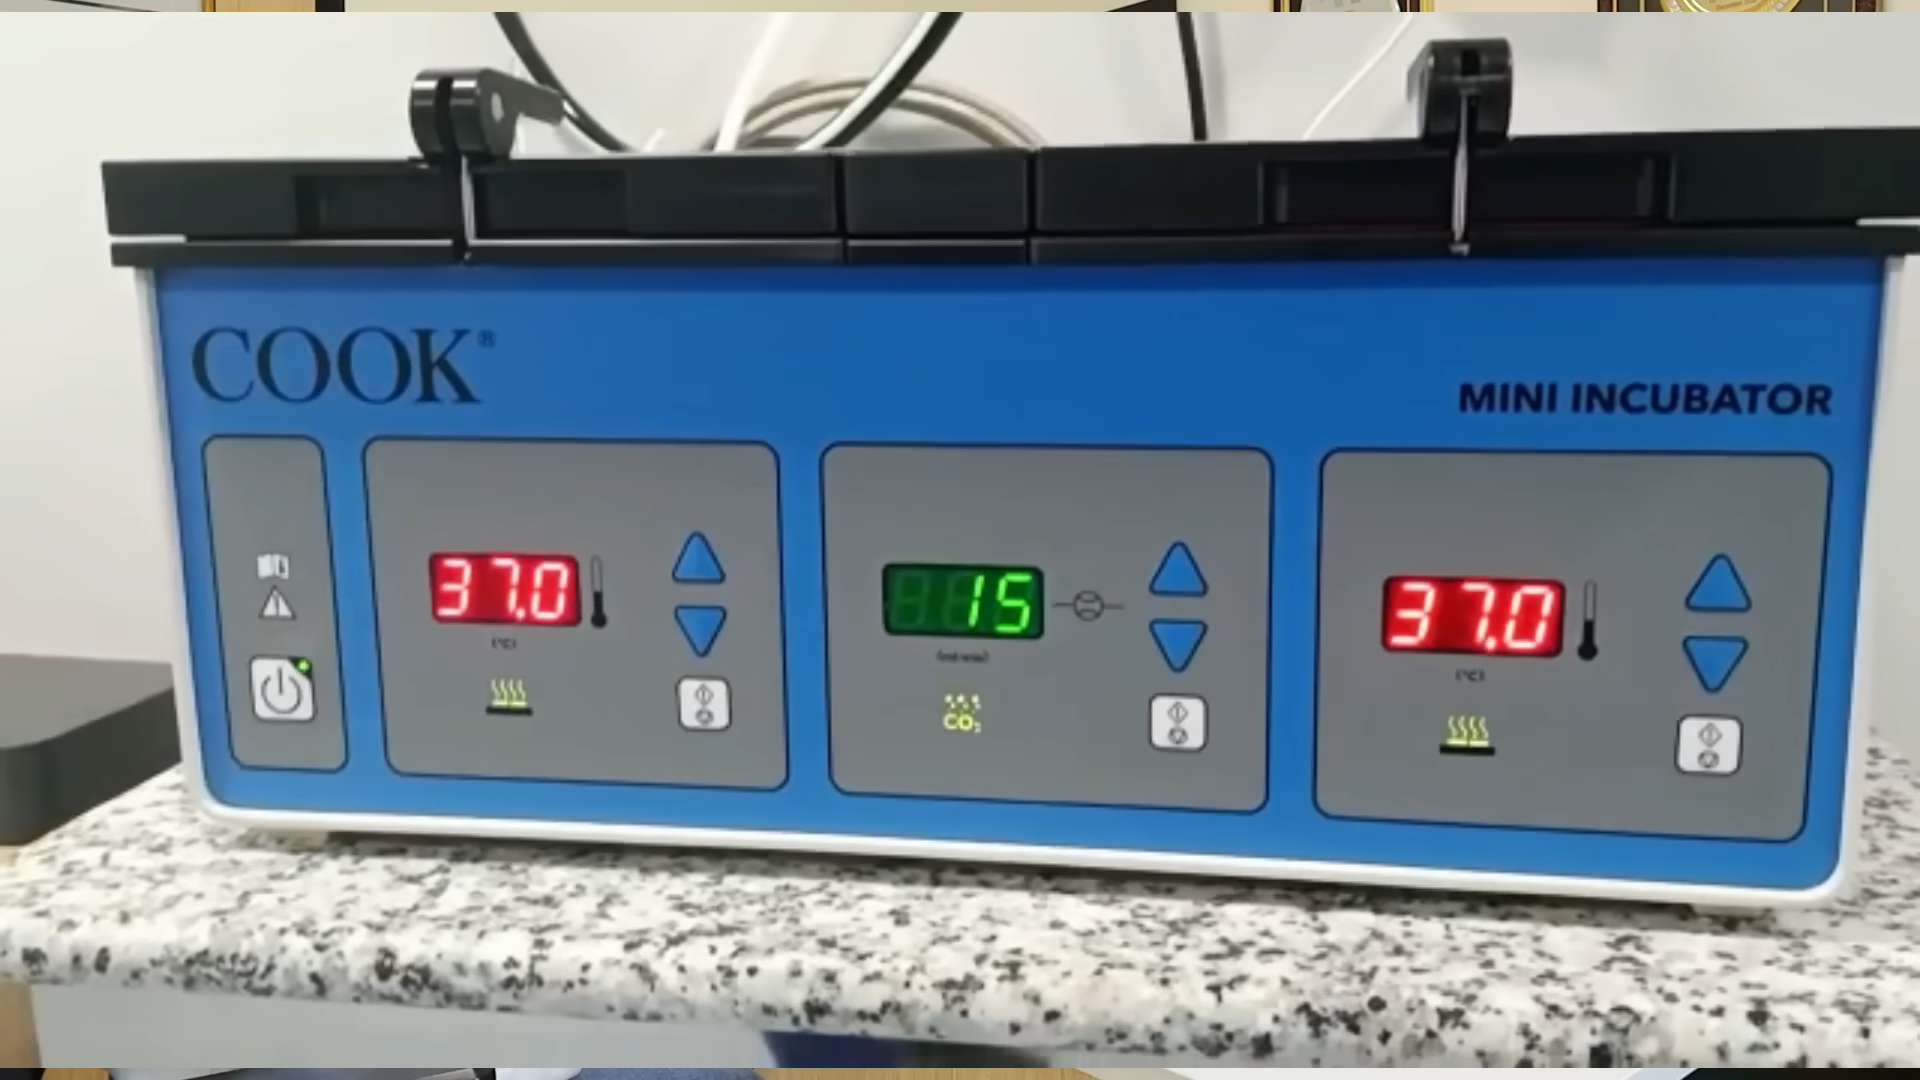 COOK®
MINI INCUBATOR
37.0
15
37.0
(°C)
(°C)
CO₂